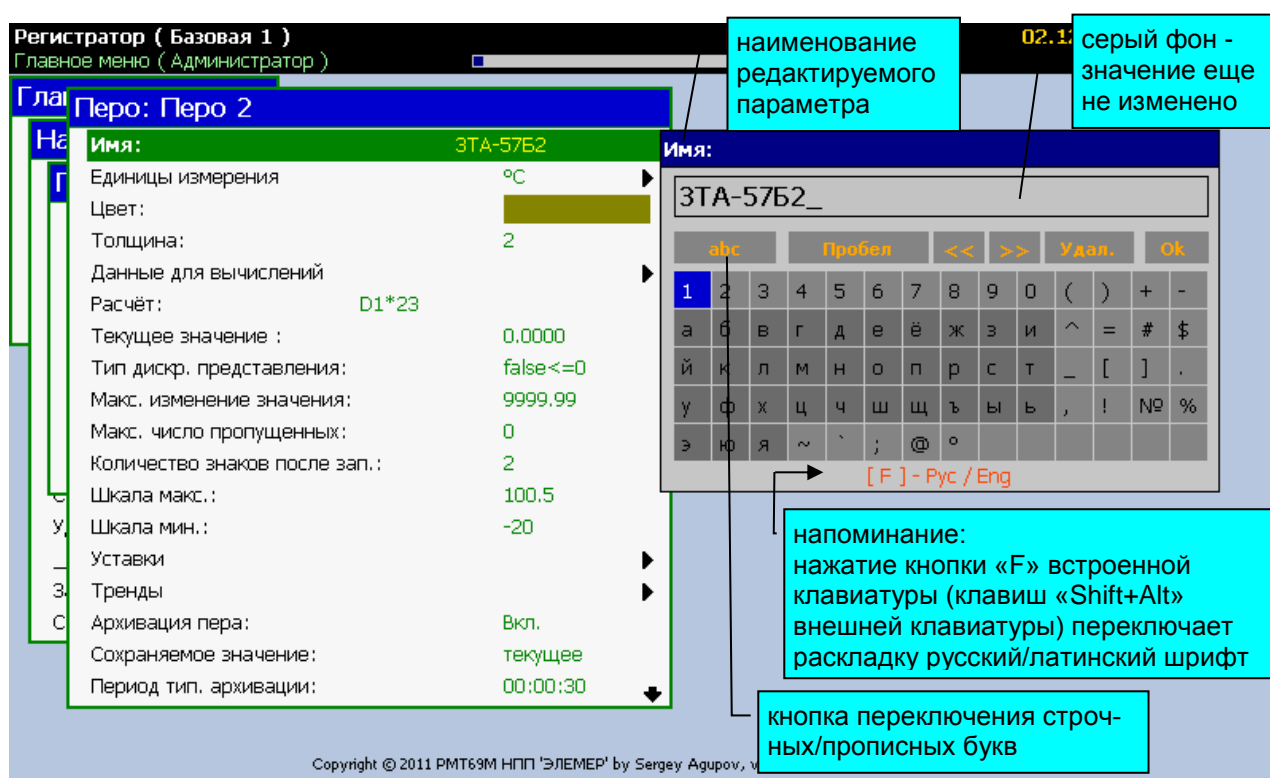 Регистратор ( Базовая 1 )
Главное меню ( Администратор )
02.12
наименование
редактируемого
параметра
серый фон -
значение еще
не изменено
Перо: Перо 2
Имя: 3ТА-57Б2
Единицы измерения °C
Цвет:
Толщина: 2
Данные для вычислений
Расчёт: D1*23
Текущее значение : 0.0000
Тип дискр. представления: false<=0
Макс. изменение значения: 9999.99
Макс. число пропущенных: 0
Количество знаков после зап.: 2
Шкала макс.: 100.5
Шкала мин.: -20
Уставки
Тренды
Архивация пера: Вкл.
Сохраняемое значение: текущее
Период тип. архивации: 00:00:30
Имя:
3ТА-57Б2_
abc Пробел << >> Удал. Ok
1 2 3 4 5 6 7 8 9 0 ( ) + -
а б в г д е ё ж з и ^ = # $
й к л м н о п р с т _ [ ] .
у ф х ц ч ш щ ъ ы ь , ! № %
э ю я ~ ` ; @ °
[ F ] - Рус / Eng
напоминание:
нажатие кнопки «F» встроенной
клавиатуры (клавиш «Shift+Alt»
внешней клавиатуры) переключает
раскладку русский/латинский шрифт
кнопка переключения строч-
ных/прописных букв
Copyright © 2011 РМТ69М НПП 'ЭЛЕМЕР' by Sergey Agupov, v